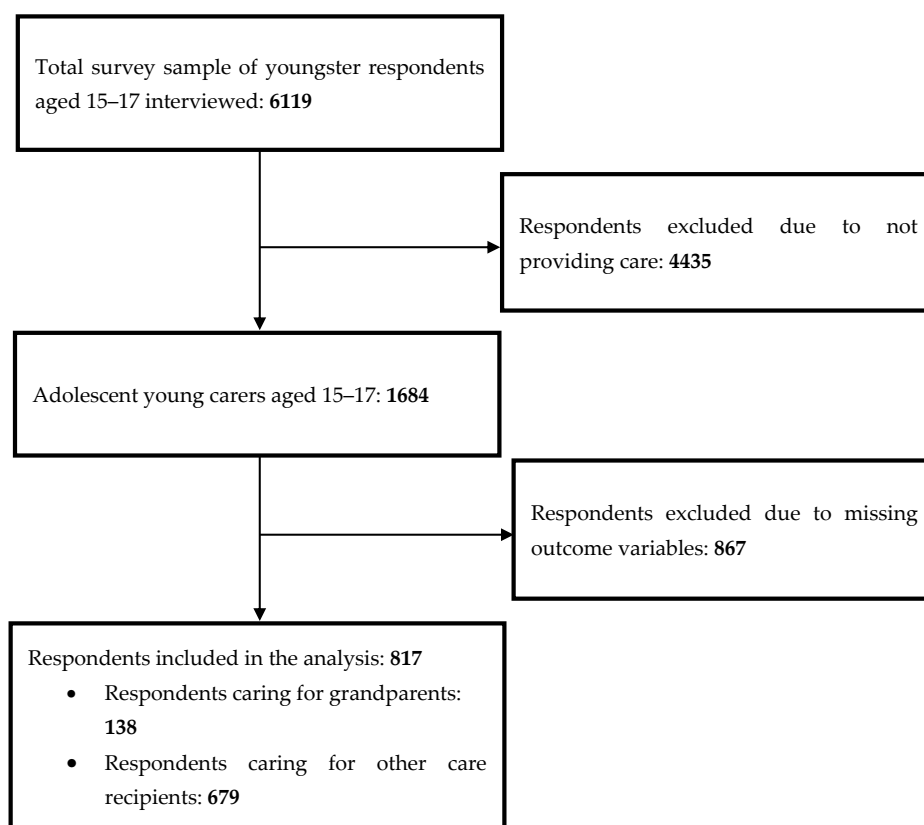 Total survey sample of youngster respondents
aged 15–17 interviewed: 6119
Respondents excluded due to not
providing care: 4435
Adolescent young carers aged 15–17: 1684
Respondents excluded due to missing
outcome variables: 867
Respondents included in the analysis: 817
• Respondents caring for grandparents:
138
• Respondents caring for other care
recipients: 679